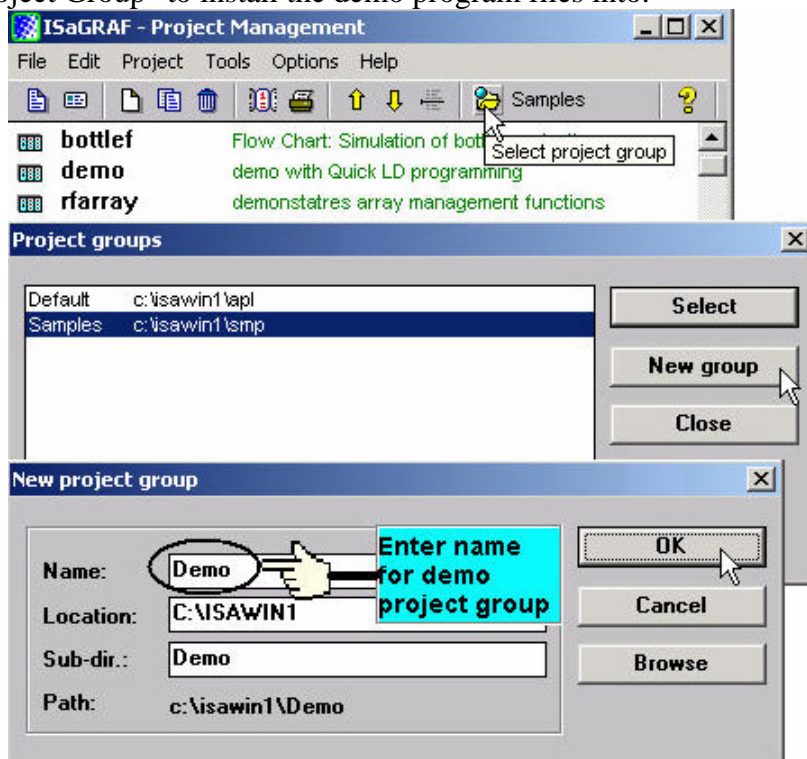 oject Group" to install the demo program files into.
ISaGRAF - Project Management
File Edit Project Tools Options Help
Samples
bottlef Flow Chart: Simulation of bot
Select project group
demo demo with Quick LD programming
rfarray demonstatres array management functions
Project groups
Default c:\isawin1\apl
Samples c:\isawin1\smp
Select
New group
Close
New project group
Name: Demo
Enter name
for demo
project group
Location: C:\ISAWIN1
Sub-dir.: Demo
Path: c:\isawin1\Demo
OK
Cancel
Browse